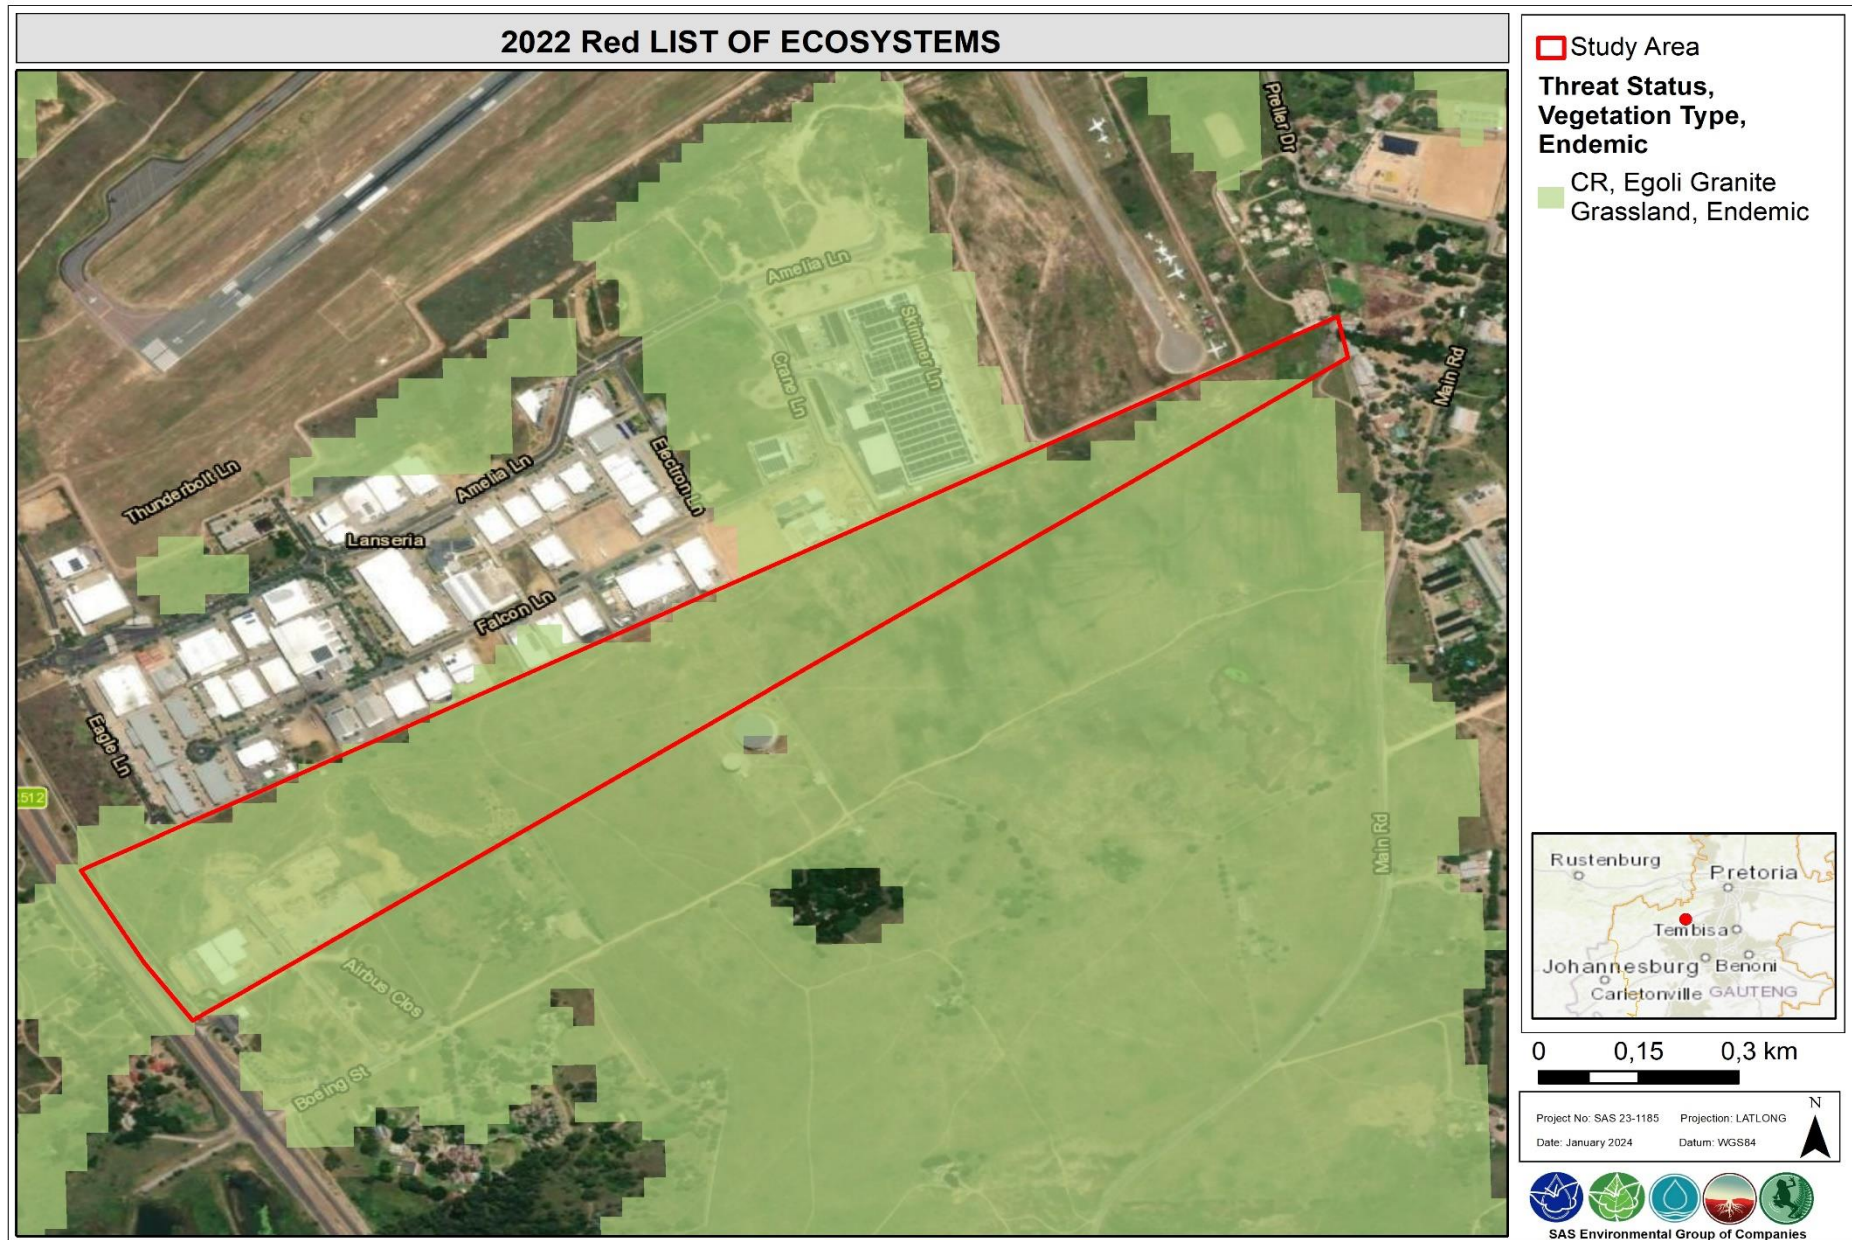 2022 Red LIST OF ECOSYSTEMS
Study Area
Threat Status,
Vegetation Type,
Endemic
CR, Egoli Granite
Grassland, Endemic
Preller Dr
Amelia Ln
Skimmer Ln
Crane Ln
Main Rd
Thunderbolt Ln
Amelia Ln
Electron Ln
Lanseria
Falcon Ln
Eagle Ln
512
Main Rd
Airbus Clos
Boeing St
Rustenburg
Pretoria
Tembisa
Johannesburg
Benoni
Carletonville
GAUTENG
0 0,15 0,3 km
Project No: SAS 23-1185 Projection: LATLONG
Date: January 2024 Datum: WGS84
N
SAS Environmental Group of Companies